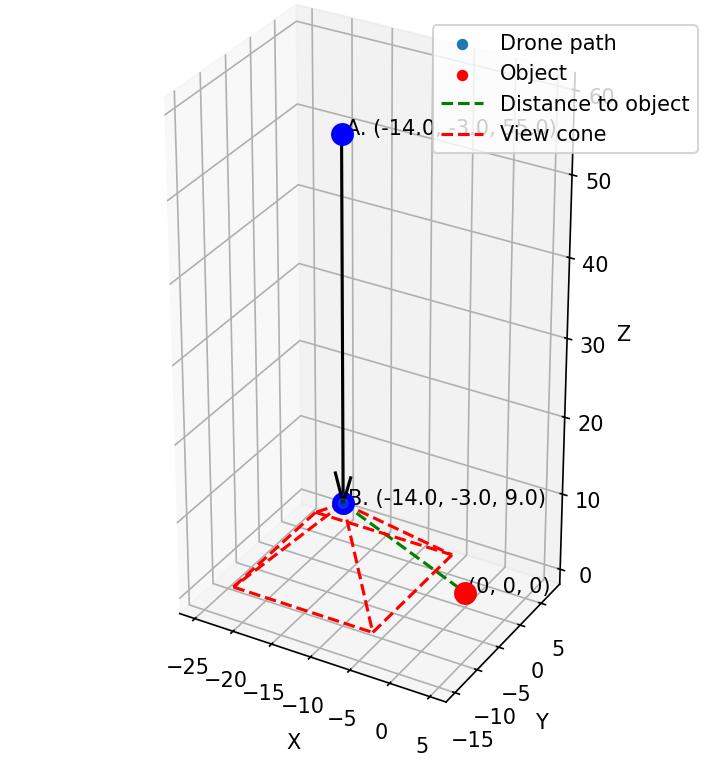 Drone path
Object
Distance to object
View cone
A. (-14.0, -3.0, 55.0)
B. (-14.0, -3.0, 9.0)
(0, 0, 0)
60
50
40
30
20
10
0
Z
−25
−20
−15
−10
−5
0
5
X
5
0
−5
−10
−15
Y